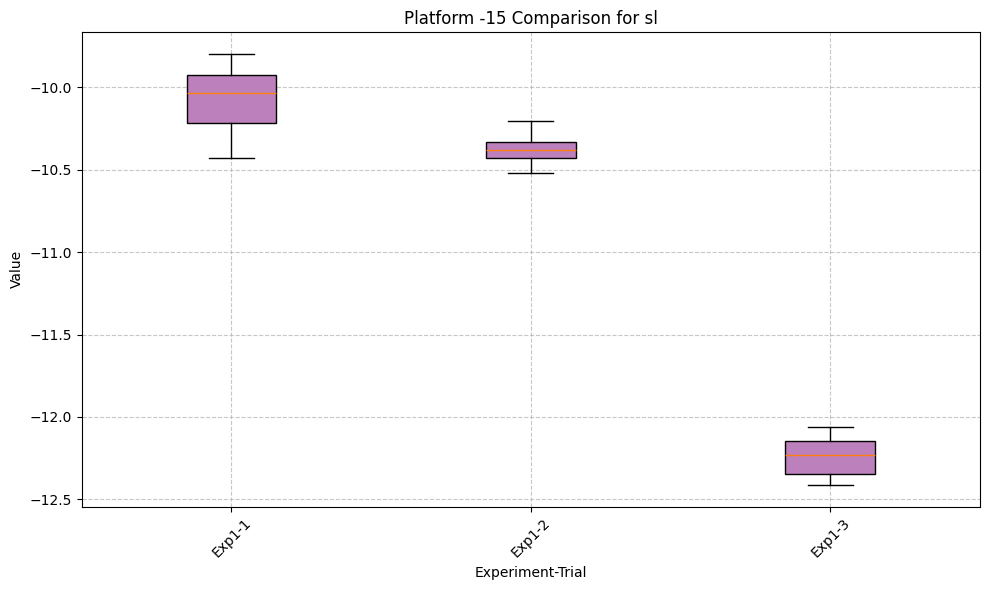 Platform -15 Comparison for sl
Value
−10.0
−10.5
−11.0
−11.5
−12.0
−12.5
Exp1-1
Exp1-2
Exp1-3
Experiment-Trial